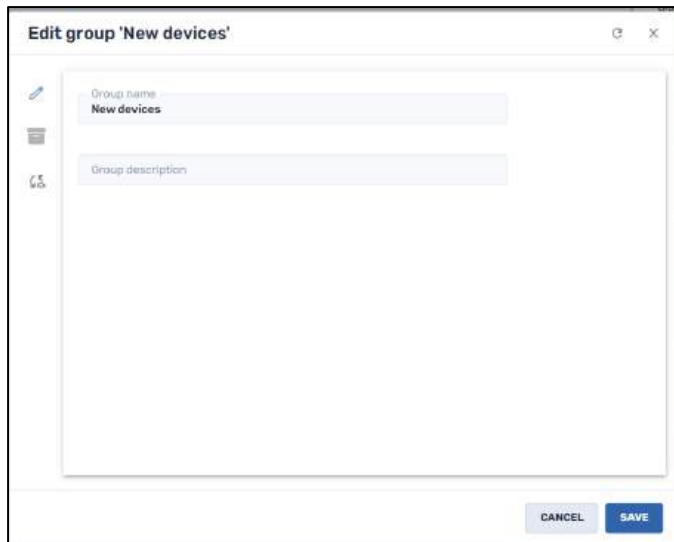 Edit group 'New devices'
Group name
New devices
Group description
CANCEL
SAVE